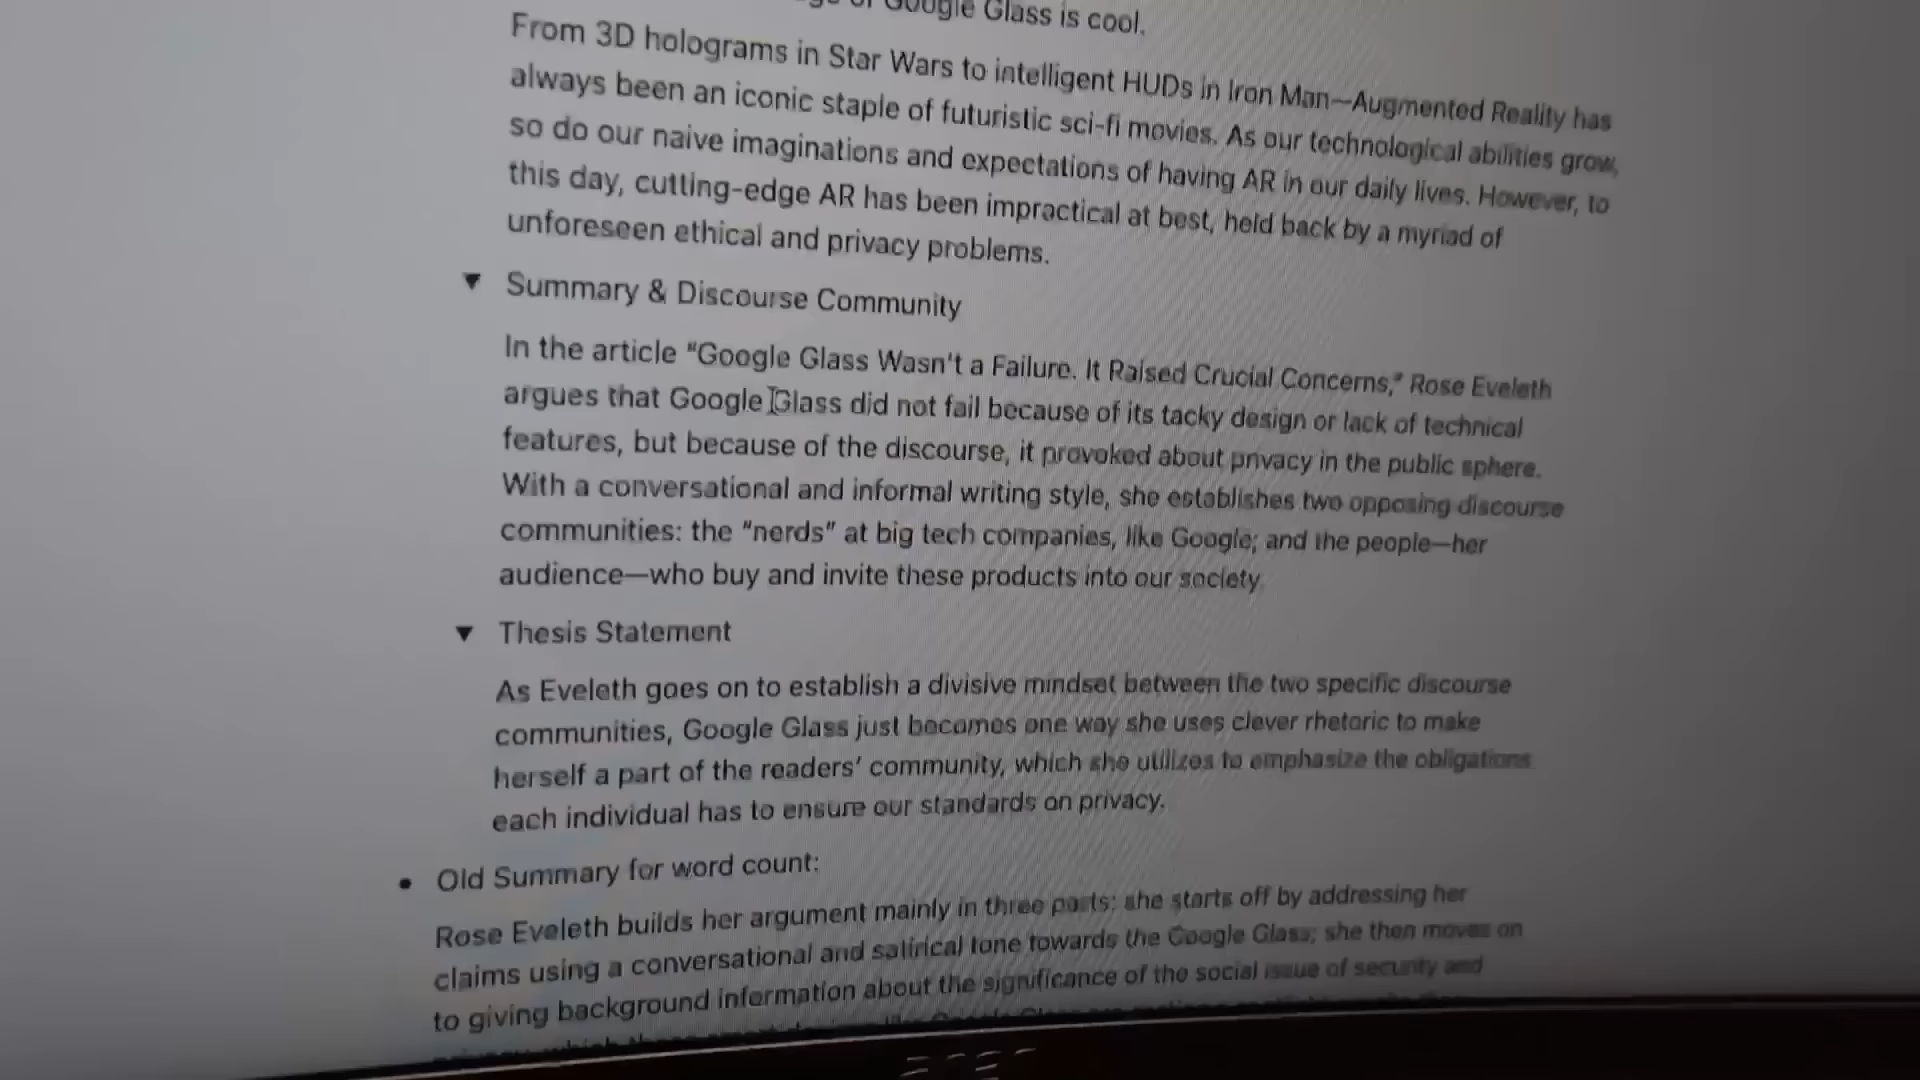 of Google Glass is cool.
From 3D holograms in Star Wars to intelligent HUDs in Iron Man—Augmented Reality has
always been an iconic staple of futuristic sci-fi movies. As our technological abilities grow,
so do our naive imaginations and expectations of having AR in our daily lives. However, to
this day, cutting-edge AR has been impractical at best, held back by a myriad of
unforeseen ethical and privacy problems.
▼ Summary & Discourse Community
In the article "Google Glass Wasn't a Failure. It Raised Crucial Concerns," Rose Eveleth
argues that Google Glass did not fail because of its tacky design or lack of technical
features, but because of the discourse, it provoked about privacy in the public sphere.
With a conversational and informal writing style, she establishes two opposing discourse
communities: the "nerds" at big tech companies, like Google; and the people—her
audience—who buy and invite these products into our society.
▼ Thesis Statement
As Eveleth goes on to establish a divisive mindset between the two specific discourse
communities, Google Glass just becomes one way she uses clever rhetoric to make
herself a part of the readers' community, which she utilizes to emphasize the obligations
each individual has to ensure our standards on privacy.
• Old Summary for word count:
Rose Eveleth builds her argument mainly in three parts: she starts off by addressing her
claims using a conversational and satirical tone towards the Google Glass; she then moves on
to giving background information about the significance of the social issue of security and